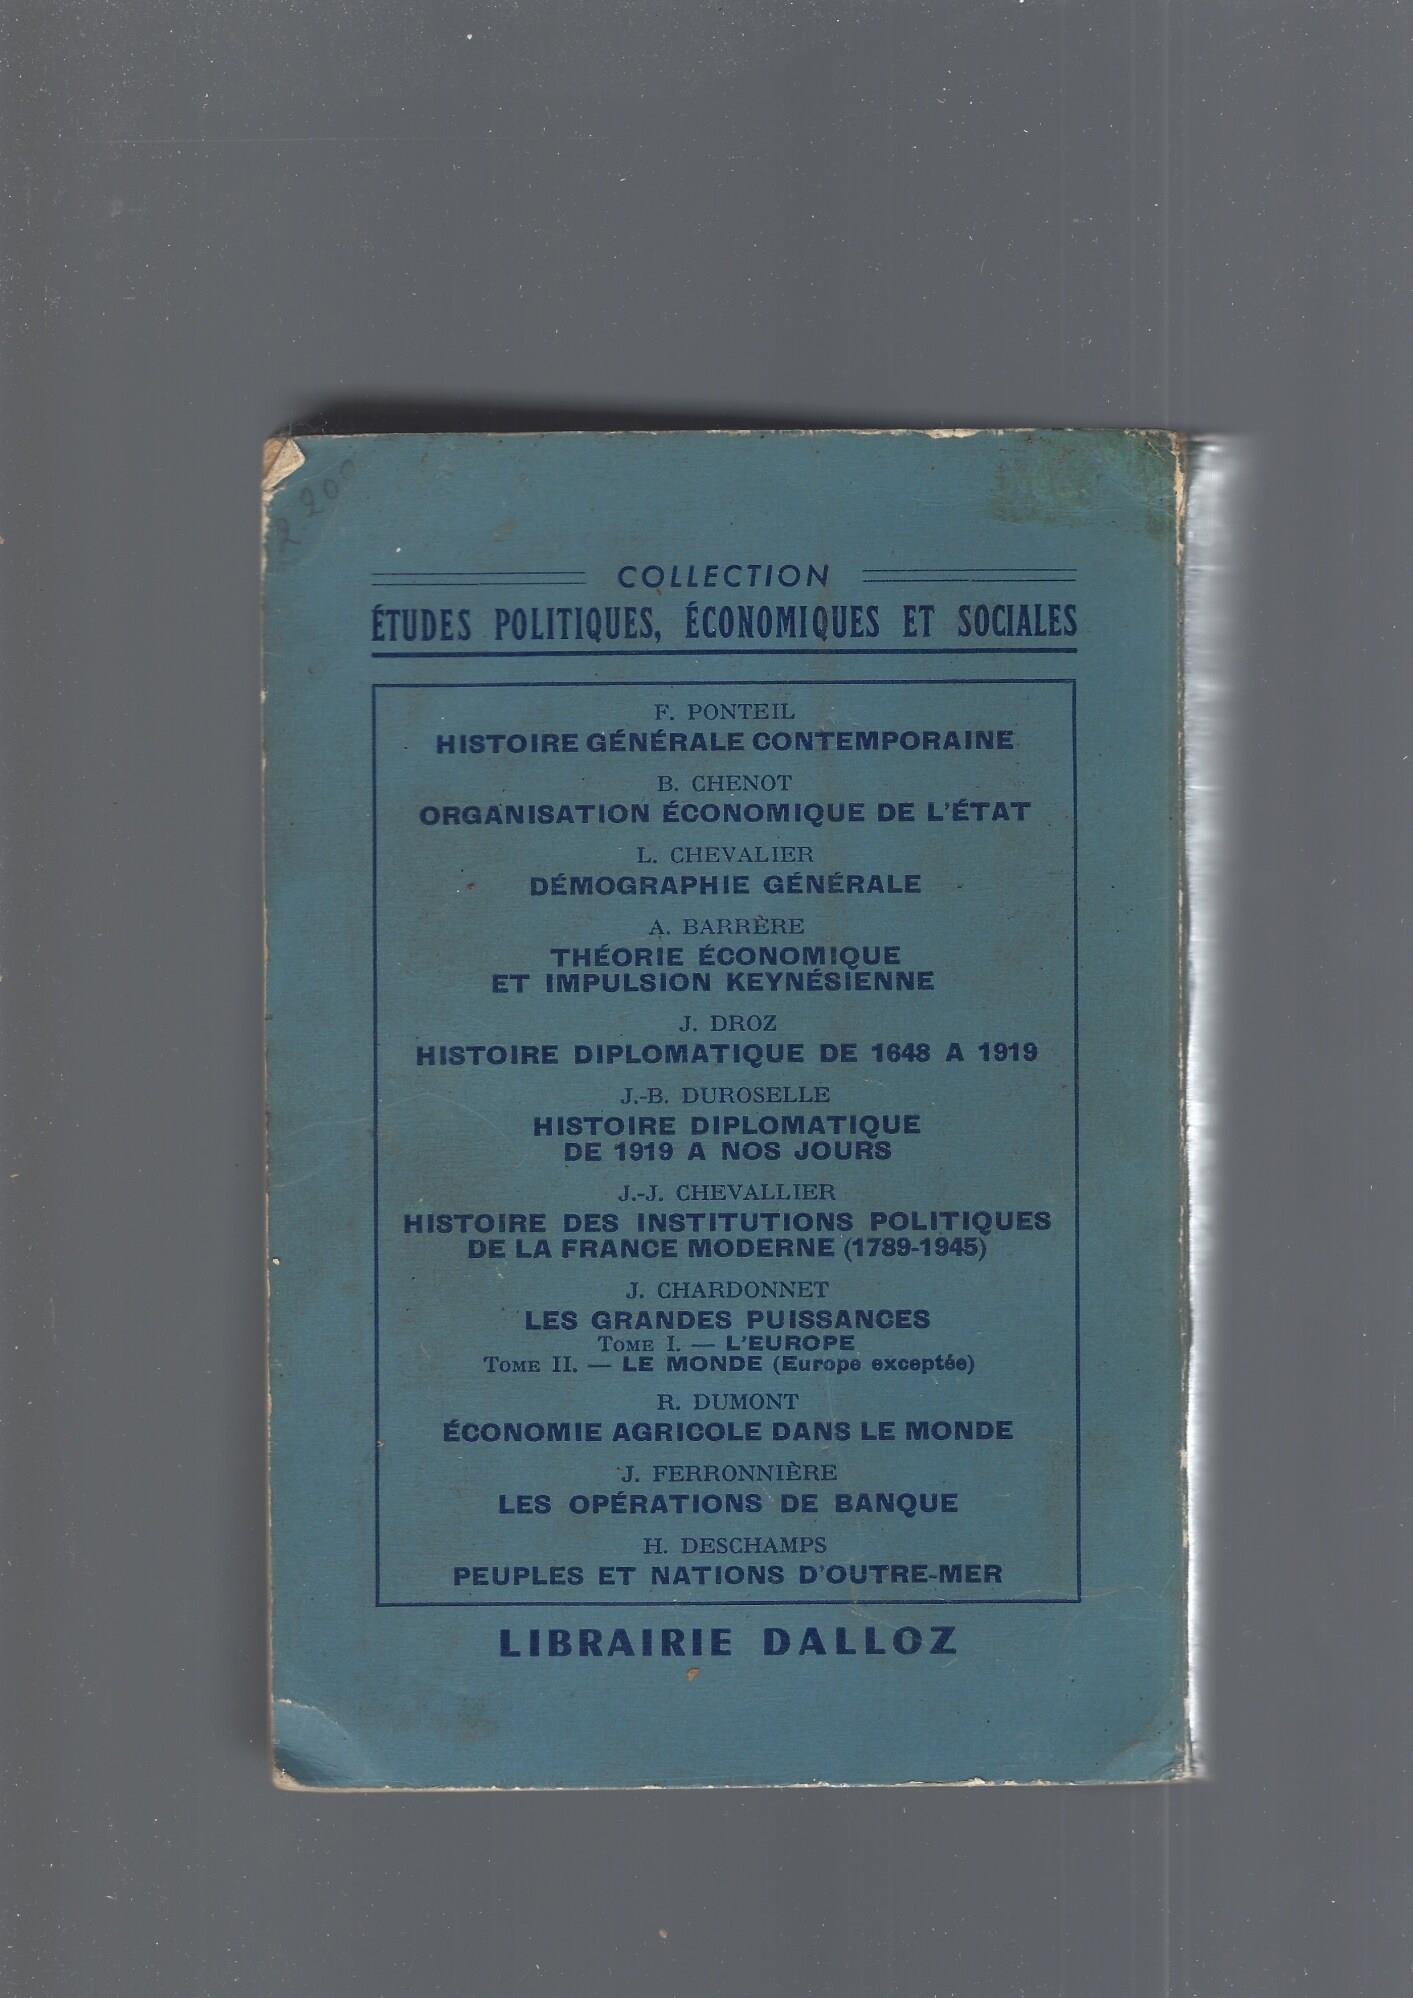 COLLECTION
ÉTUDES POLITIQUES, ÉCONOMIQUES ET SOCIALES
F. PONTEIL
HISTOIRE GÉNÉRALE CONTEMPORAINE
B. CHENOT
ORGANISATION ÉCONOMIQUE DE L'ÉTAT
L. CHEVALIER
DÉMOGRAPHIE GÉNÉRALE
A. BARRÈRE
THÉORIE ÉCONOMIQUE
ET IMPULSION KEYNÉSIENNE
J. DROZ
HISTOIRE DIPLOMATIQUE DE 1648 A 1919
J.-B. DUROSELLE
HISTOIRE DIPLOMATIQUE
DE 1919 A NOS JOURS
J.-J. CHEVALLIER
HISTOIRE DES INSTITUTIONS POLITIQUES
DE LA FRANCE MODERNE (1789-1945)
J. CHARDONNET
LES GRANDES PUISSANCES
TOME I. — L'EUROPE
TOME II. — LE MONDE (Europe exceptée)
R. DUMONT
ÉCONOMIE AGRICOLE DANS LE MONDE
J. FERRONNIÈRE
LES OPÉRATIONS DE BANQUE
H. DESCHAMPS
PEUPLES ET NATIONS D'OUTRE-MER
LIBRAIRIE DALLOZ